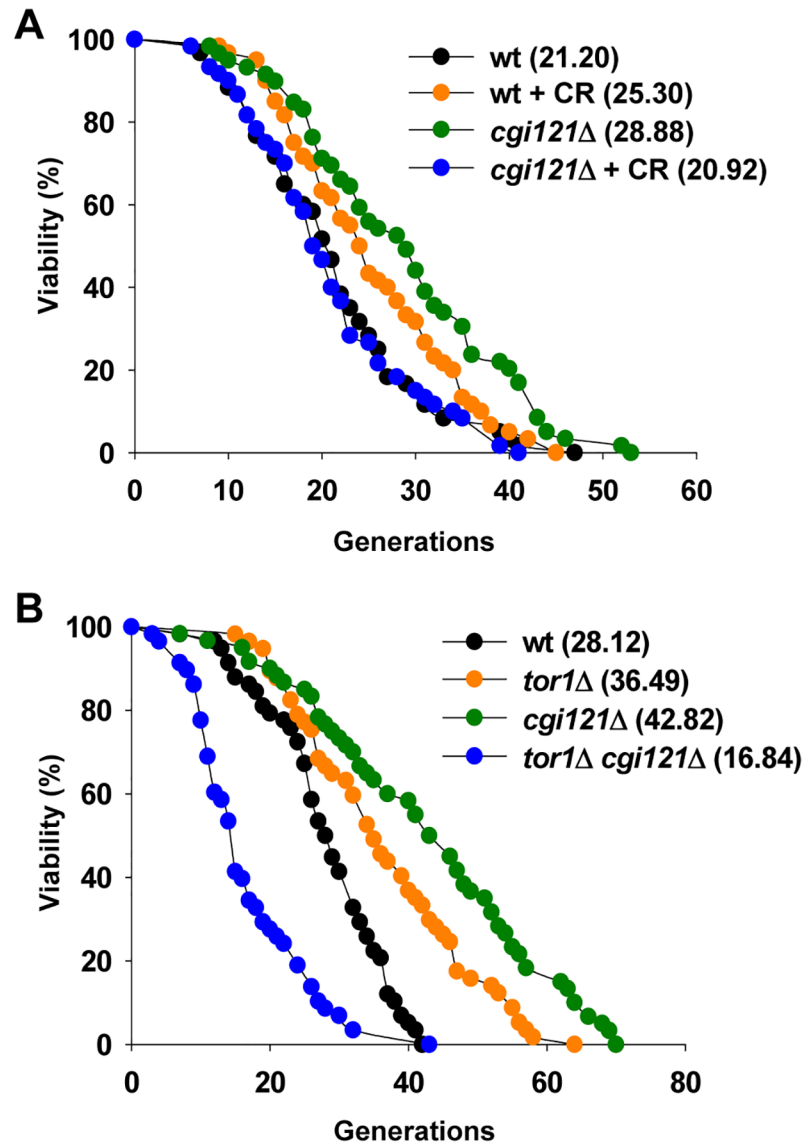 A
100
80
60
40
20
0
Viability (%)
0 10 20 30 40 50 60
Generations
wt (21.20)
wt + CR (25.30)
cgi121Δ (28.88)
cgi121Δ + CR (20.92)
B
100
80
60
40
20
0
Viability (%)
0 20 40 60 80
Generations
wt (28.12)
tor1Δ (36.49)
cgi121Δ (42.82)
tor1Δ cgi121Δ (16.84)